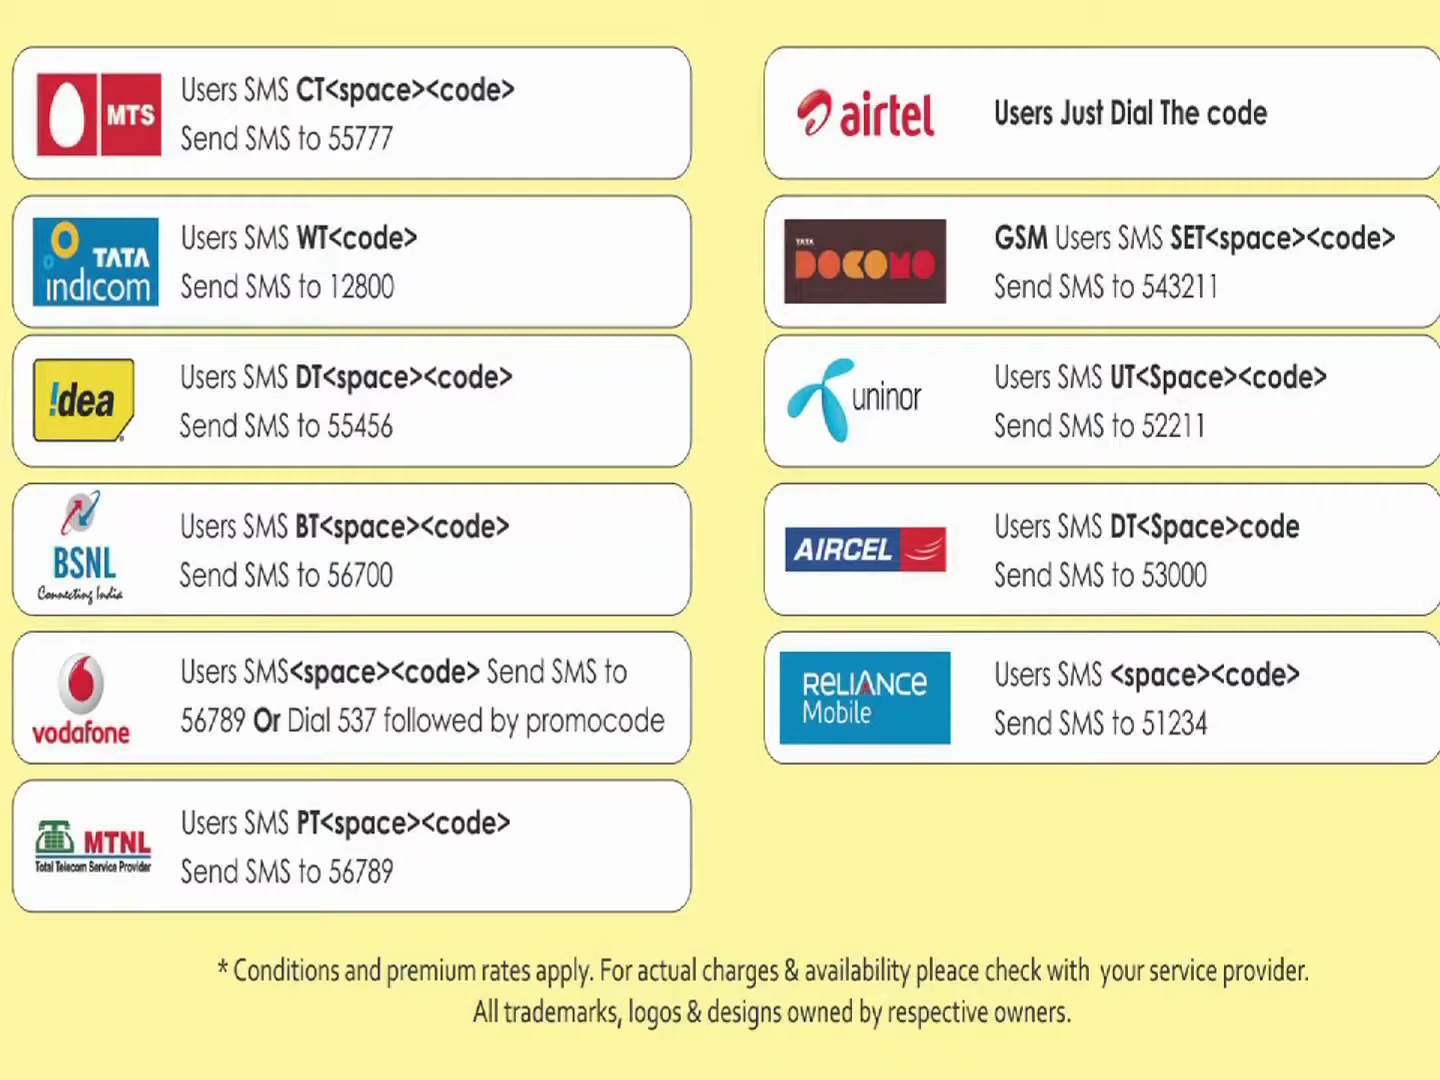 MTS
Users SMS CT<space><code>
Send SMS to 55777
airtel
Users Just Dial The code
TATA
indicom
Users SMS WT<code>
Send SMS to 12800
TATA
DOCOMO
GSM Users SMS SET<space><code>
Send SMS to 543211
!dea
Users SMS DT<space><code>
Send SMS to 55456
uninor
Users SMS UT<Space><code>
Send SMS to 52211
BSNL
Connecting India
Users SMS BT<space><code>
Send SMS to 56700
AIRCEL
Users SMS DT<Space>code
Send SMS to 53000
vodafone
Users SMS<space><code> Send SMS to
56789 Or Dial 537 followed by promocode
RELIANCe
Mobile
Users SMS <space><code>
Send SMS to 51234
MTNL
Total Telecom Service Provider
Users SMS PT<space><code>
Send SMS to 56789
* Conditions and premium rates apply. For actual charges & availability pleace check with your service provider.
All trademarks, logos & designs owned by respective owners.